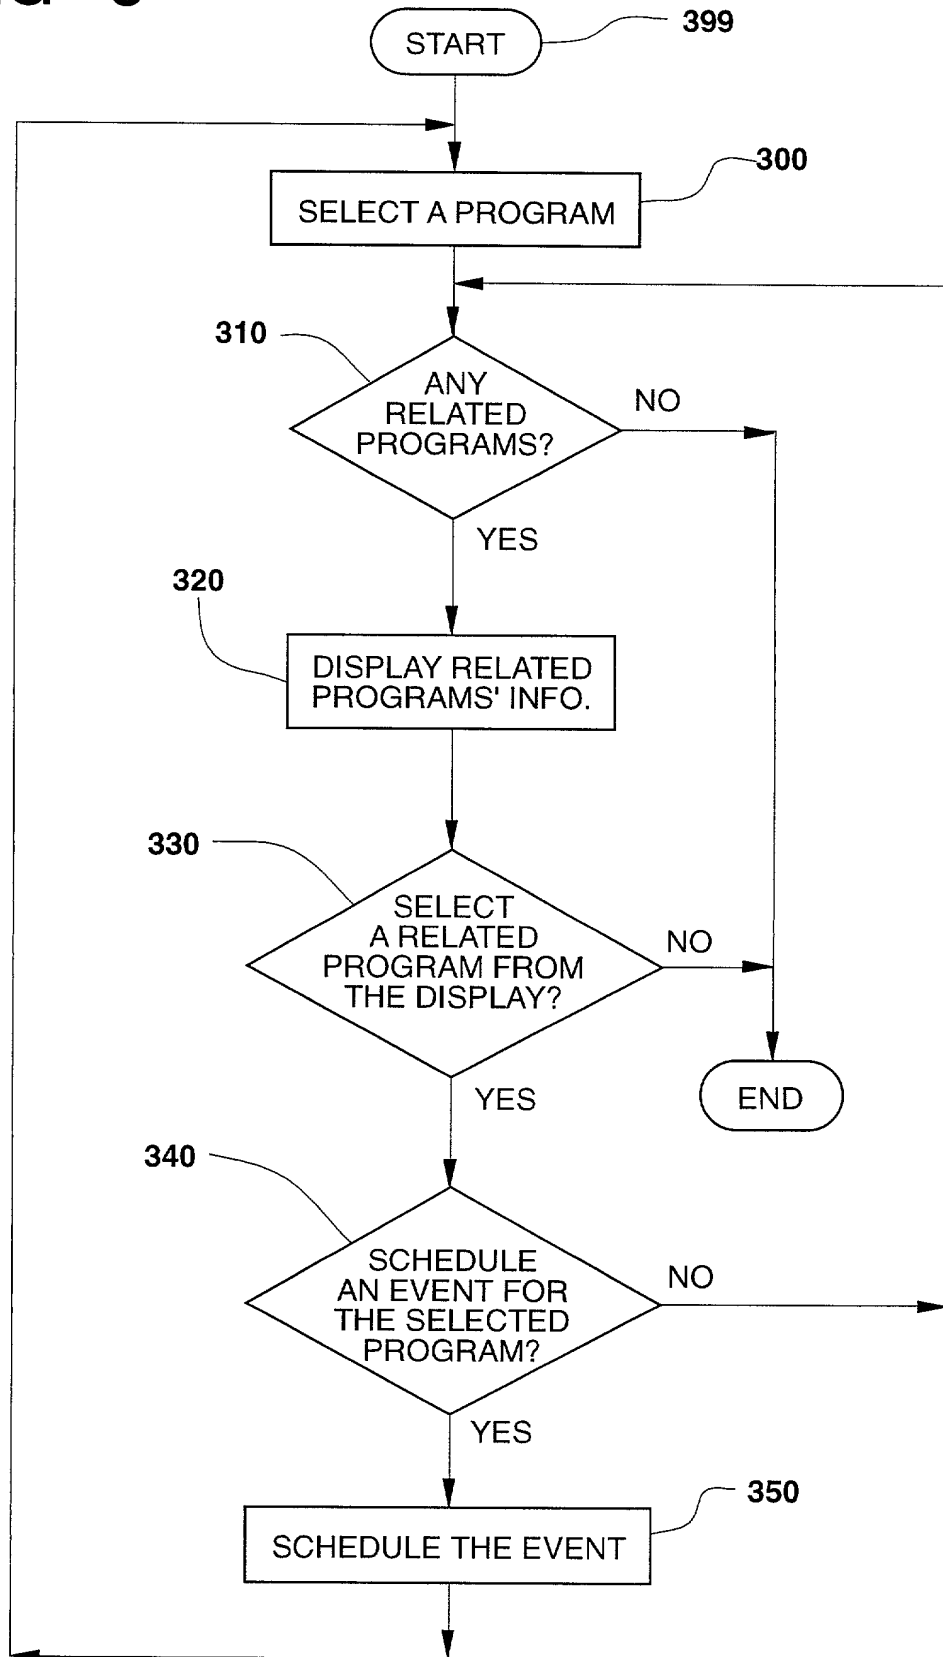 START
399
SELECT A PROGRAM
300
310
ANY
RELATED
PROGRAMS?
NO
YES
320
DISPLAY RELATED
PROGRAMS' INFO.
330
SELECT
A RELATED
PROGRAM FROM
THE DISPLAY?
NO
END
YES
340
SCHEDULE
AN EVENT FOR
THE SELECTED
PROGRAM?
NO
YES
350
SCHEDULE THE EVENT